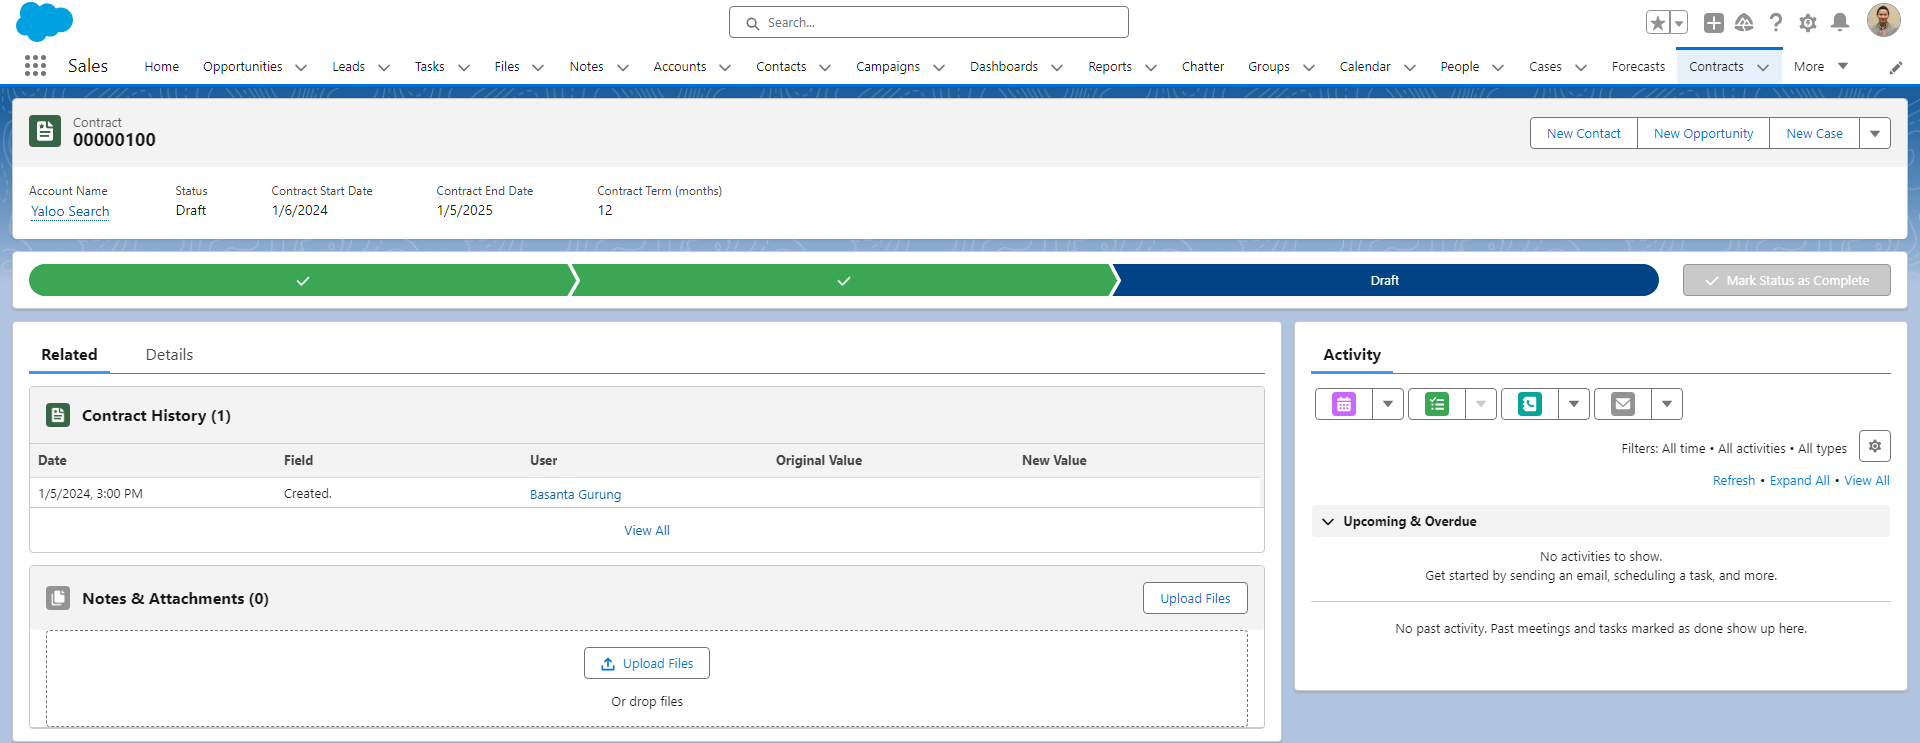 Search...
Sales
Home
Opportunities
Leads
Tasks
Files
Notes
Accounts
Contacts
Campaigns
Dashboards
Reports
Chatter
Groups
Calendar
People
Cases
Forecasts
Contracts
More
Contract
00000100
New Contact
New Opportunity
New Case
Account Name
Status
Contract Start Date
Contract End Date
Contract Term (months)
Yaloo Search
Draft
1/6/2024
1/5/2025
12
Draft
Mark Status as Complete
Related
Details
Contract History (1)
Date
Field
User
Original Value
New Value
1/5/2024, 3:00 PM
Created.
Basanta Gurung
View All
Notes & Attachments (0)
Upload Files
Upload Files
Or drop files
Activity
Filters: All time • All activities • All types
Refresh • Expand All • View All
Upcoming & Overdue
No activities to show.
Get started by sending an email, scheduling a task, and more.
No past activity. Past meetings and tasks marked as done show up here.